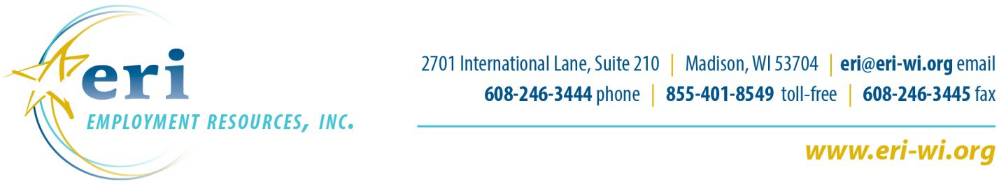 eri
EMPLOYMENT RESOURCES, INC.
2701 International Lane, Suite 210 | Madison, WI 53704 | eri@eri-wi.org email
608-246-3444 phone | 855-401-8549 toll-free | 608-246-3445 fax
www.eri-wi.org